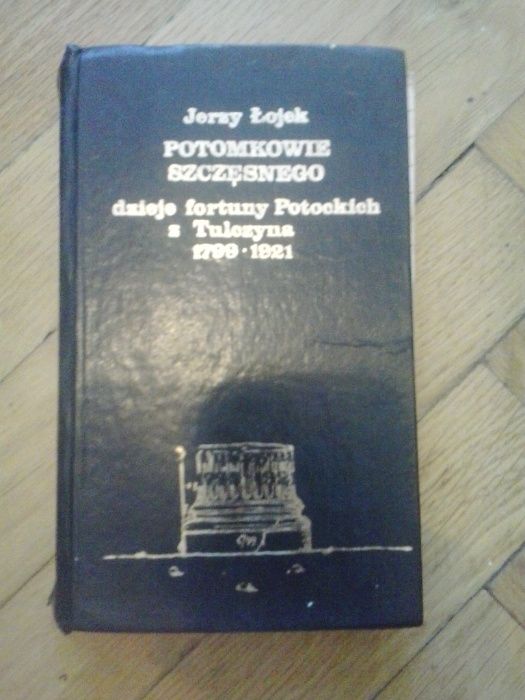 Jerzy Łojek
POTOMKOWIE
SZCZĘSNEGO
dzieje fortuny Potockich
z Tulczyna
1799 • 1921